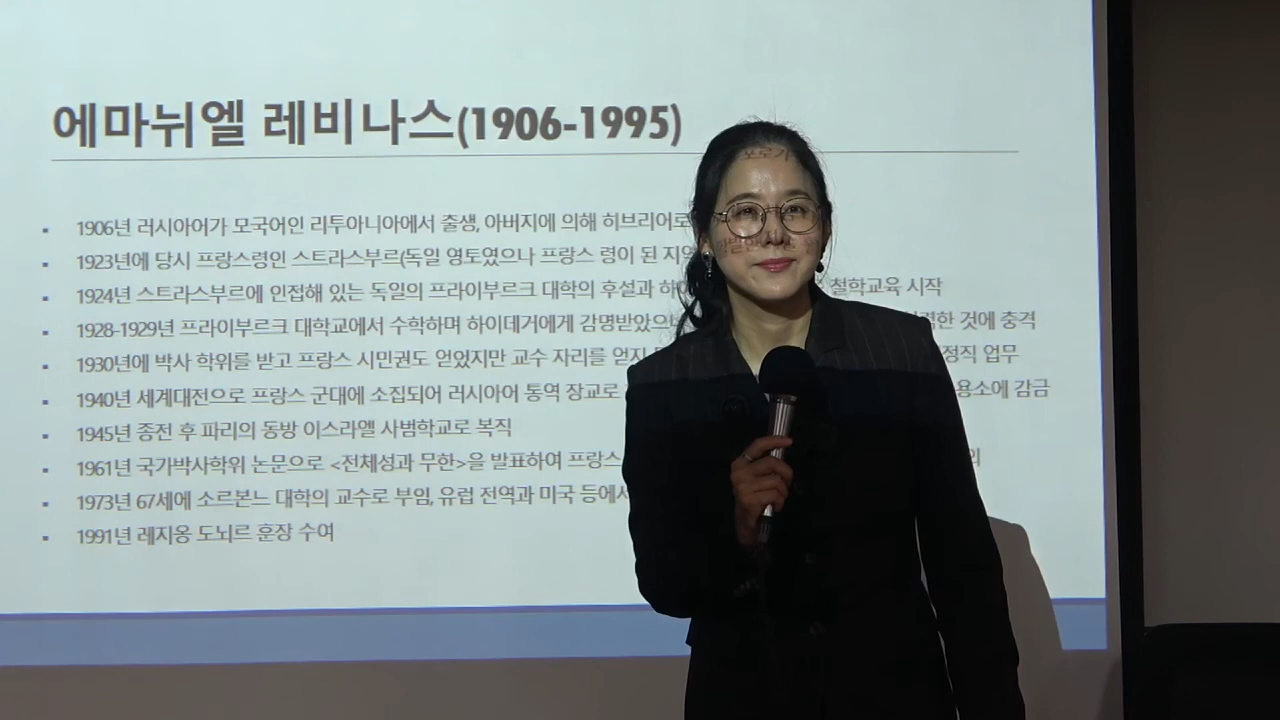 에마뉘엘 레비나스(1906-1995)
1906년 러시아어가 모국어인 리투아니아에서 출생, 아버지에 의해 히브리어로
1923년에 당시 프랑스령인 스트라스부르(독일 영토였으나 프랑스 령이 된 지역
1924년 스트라스부르에 인접해 있는 독일의 프라이부르크 대학의 후설과 하이 철학교육 시작
1928-1929년 프라이부르크 대학교에서 수학하며 하이데거에게 감명받았으나 한 것에 충격
1930년에 박사 학위를 받고 프랑스 시민권도 얻었지만 교수 자리를 얻지 정직 업무
1940년 세계대전으로 프랑스 군대에 소집되어 러시아어 통역 장교로 용소에 감금
1945년 종전 후 파리의 동방 이스라엘 사범학교로 복직
1961년 국가박사학위 논문으로 <전체성과 무한>을 발표하여 프랑스
1973년 67세에 소르본느 대학의 교수로 부임, 유럽 전역과 미국 등에서
1991년 레지옹 도뇌르 훈장 수여